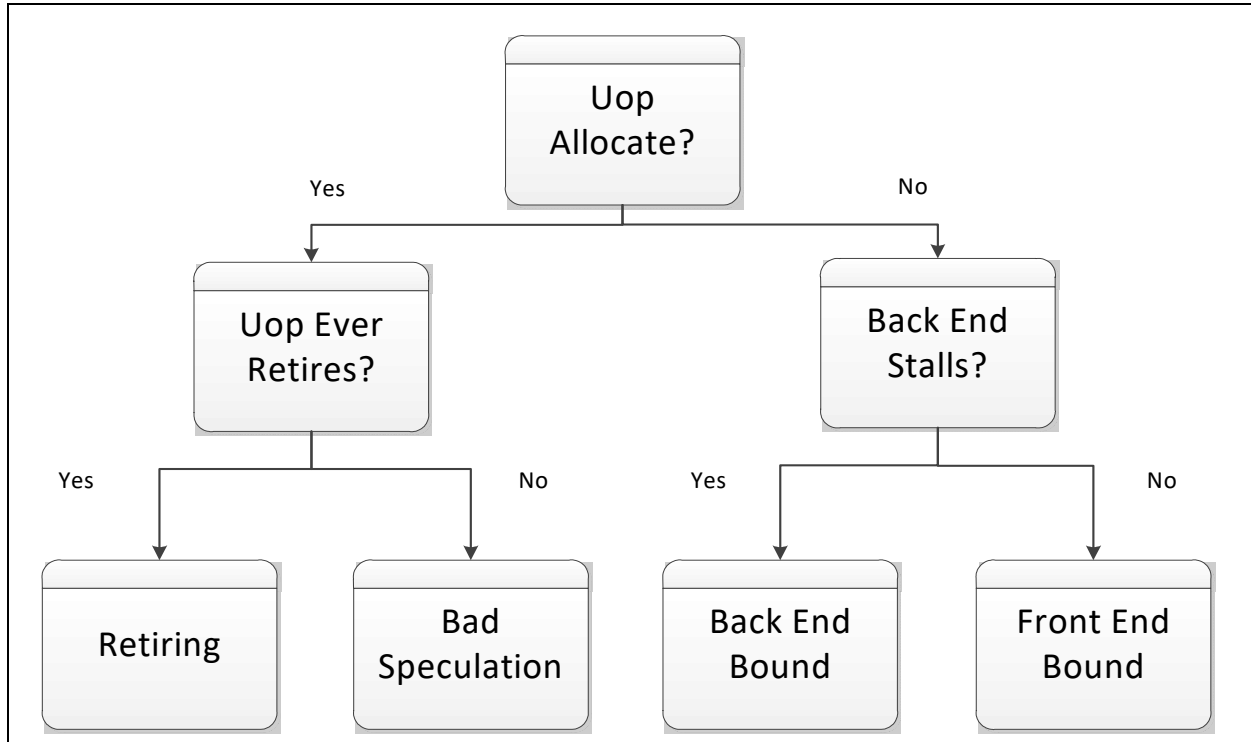 Uop
Allocate?
Yes
No
Uop Ever
Retires?
Back End
Stalls?
Yes
No
Yes
No
Retiring
Bad
Speculation
Back End
Bound
Front End
Bound